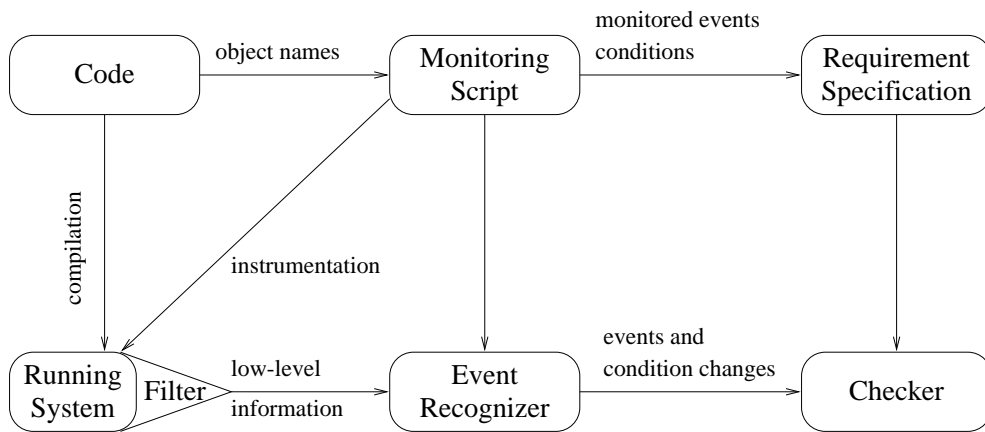 monitored events
conditions
object names
Code
Monitoring
Script
Requirement
Specification
compilation
instrumentation
events and
condition changes
low-level
information
Running
System
Filter
Event
Recognizer
Checker